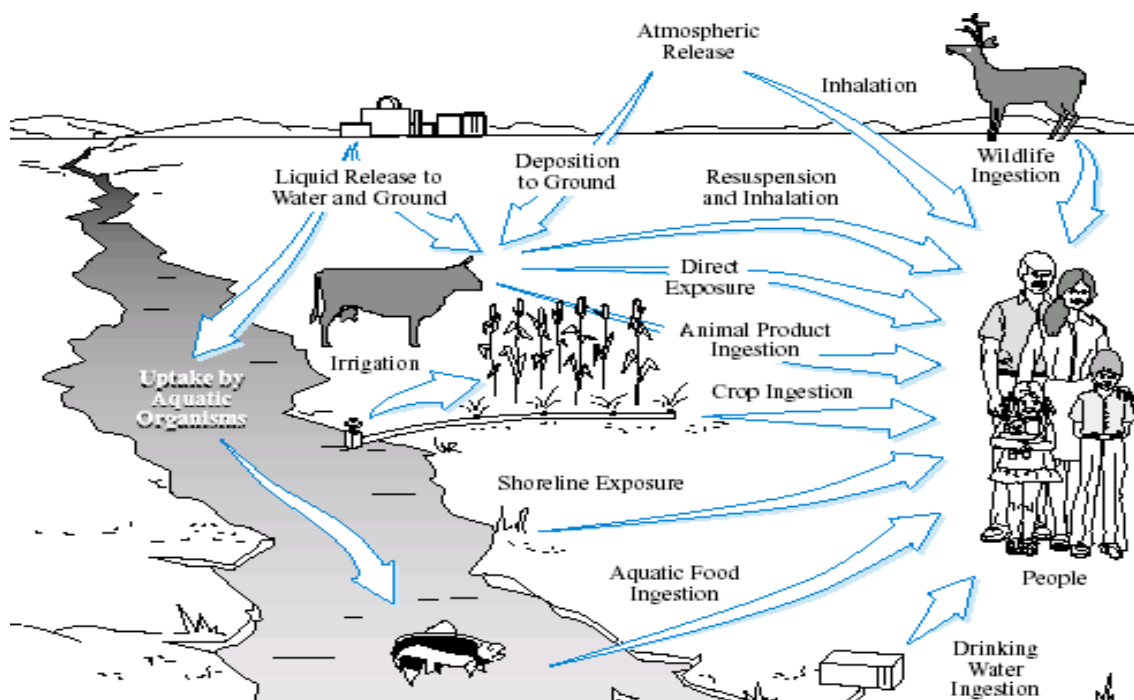 Atmospheric
Release
Inhalation
Wildlife
Ingestion
Liquid Release to
Water and Ground
Deposition
to Ground
Resuspension
and Inhalation
Direct
Exposure
Animal Product
Ingestion
Irrigation
Uptake by
Aquatic
Organisms
Crop Ingestion
Shoreline Exposure
Aquatic Food
Ingestion
People
Drinking
Water
Ingestion